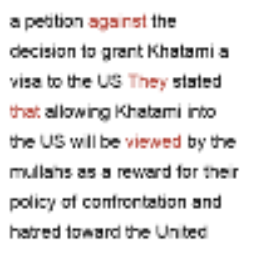 a petition against the
decision to grant Khatami a
visa to the US They stated
that allowing Khatami into
the US will be viewed by the
mullahs as a reward for their
policy of confrontation and
hatred toward the United